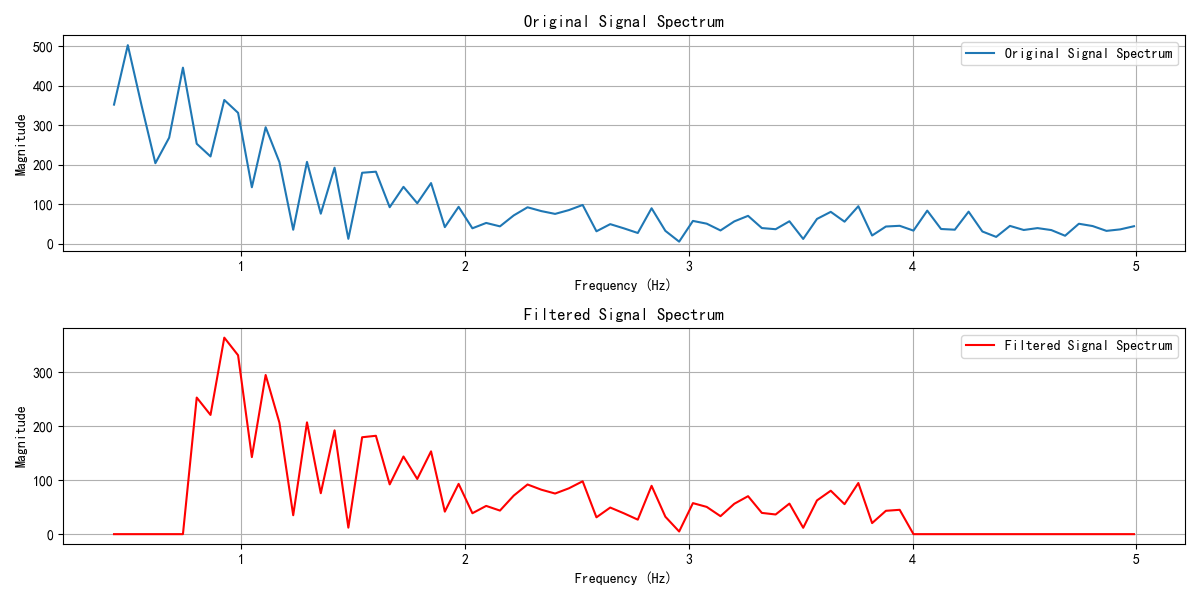 Original Signal Spectrum
500
400
300
200
100
0
Magnitude
Original Signal Spectrum
1 2 3 4 5
Frequency (Hz)
Filtered Signal Spectrum
300
200
100
0
Magnitude
Filtered Signal Spectrum
1 2 3 4 5
Frequency (Hz)